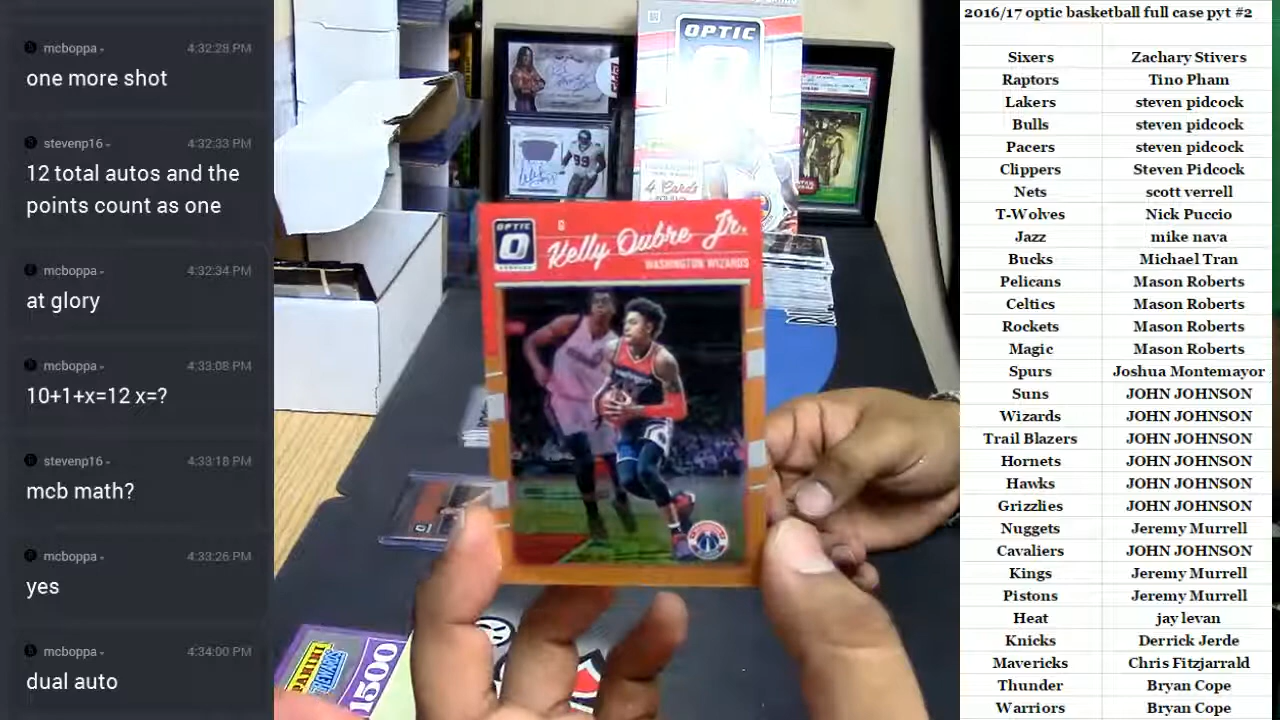 mcboppa - 4:32:28 PM
one more shot
stevenp16 - 4:32:33 PM
12 total autos and the
points count as one
mcboppa - 4:32:34 PM
at glory
mcboppa - 4:33:08 PM
10+1+x=12 x=?
stevenp16 - 4:33:18 PM
mcb math?
mcboppa - 4:33:26 PM
yes
mcboppa - 4:34:00 PM
dual auto
OPTIC
4 Cards
99
OPTIC
G
Kelly Oubre Jr.
WASHINGTON WIZARDS
PANINI
REWARDS
1500
2016/17 optic basketball full case pyt #2
Sixers Zachary Stivers
Raptors Tino Pham
Lakers steven pidcock
Bulls steven pidcock
Pacers steven pidcock
Clippers Steven Pidcock
Nets scott verrell
T-Wolves Nick Puccio
Jazz mike nava
Bucks Michael Tran
Pelicans Mason Roberts
Celtics Mason Roberts
Rockets Mason Roberts
Magic Mason Roberts
Spurs Joshua Montemayor
Suns JOHN JOHNSON
Wizards JOHN JOHNSON
Trail Blazers JOHN JOHNSON
Hornets JOHN JOHNSON
Hawks JOHN JOHNSON
Grizzlies JOHN JOHNSON
Nuggets Jeremy Murrell
Cavaliers JOHN JOHNSON
Kings Jeremy Murrell
Pistons Jeremy Murrell
Heat jay levan
Knicks Derrick Jerde
Mavericks Chris Fitzjarrald
Thunder Bryan Cope
Warriors Bryan Cope